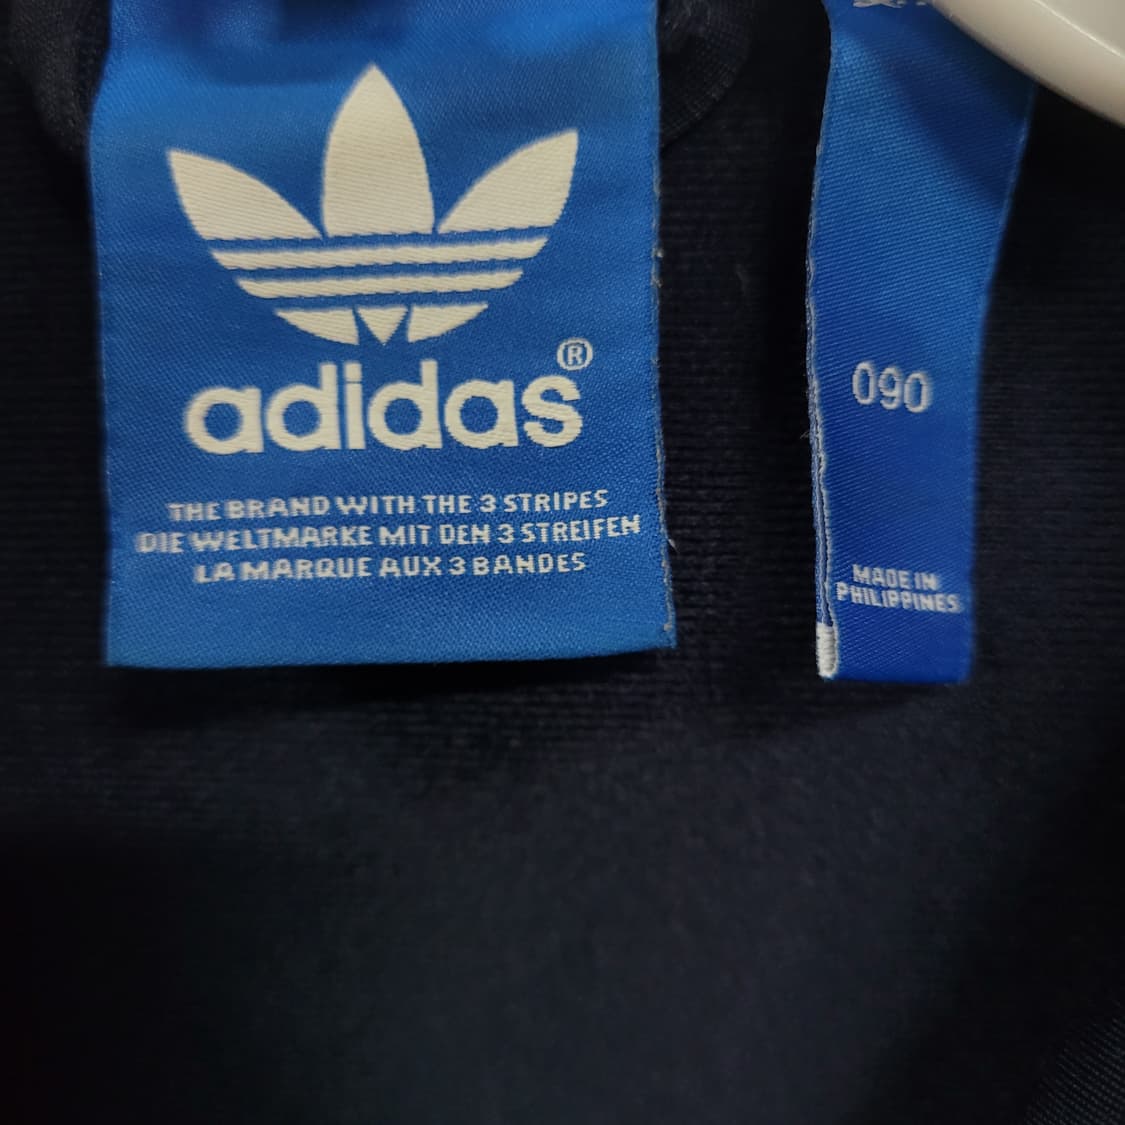 adidas®
THE BRAND WITH THE 3 STRIPES
DIE WELTMARKE MIT DEN 3 STREIFEN
LA MARQUE AUX 3 BANDES
090
MADE IN
PHILIPPINES